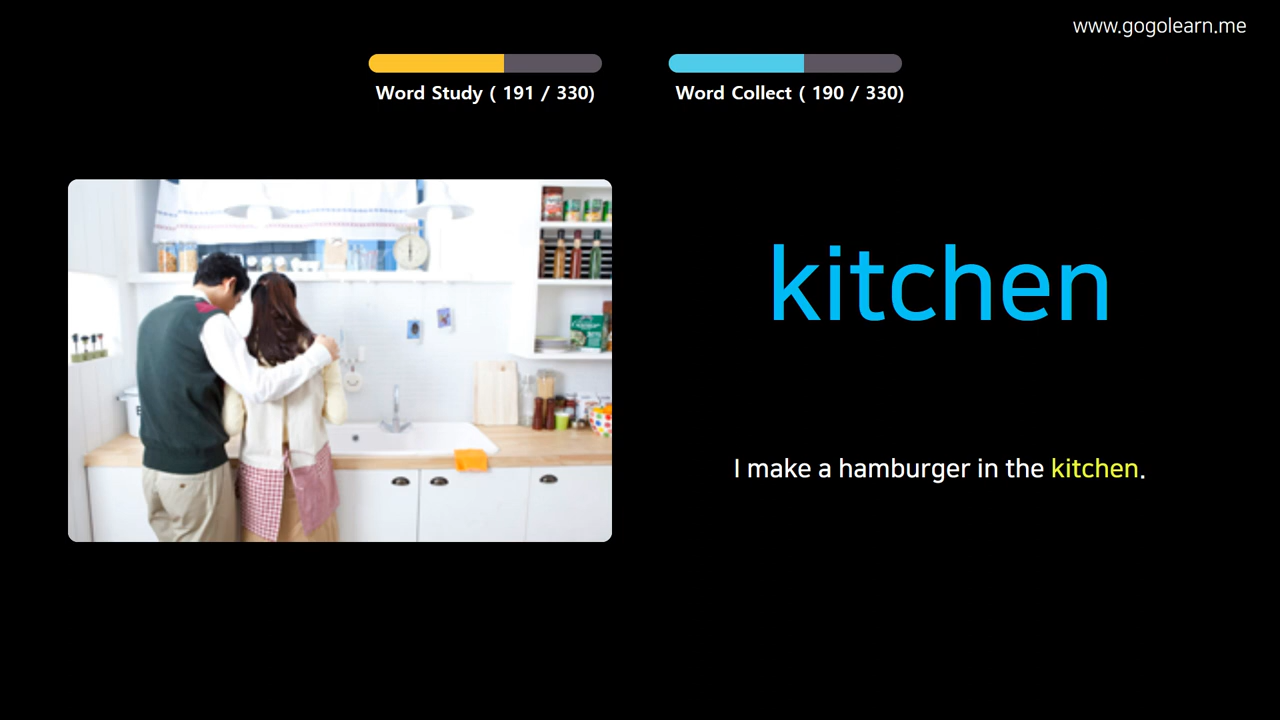 www.gogolearn.me
Word Study ( 191 / 330)
Word Collect ( 190 / 330)
kitchen
I make a hamburger in the kitchen.